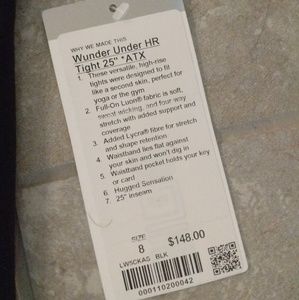 WHY WE MADE THIS
Wunder Under HR
Tight 25" *ATX
1. These versatile, high-rise
tights were designed to fit
like a second skin, perfect for
yoga or the gym
2. Full-On Luon® fabric is soft,
sweat wicking, and four way
stretch with added support and
coverage
3. Added Lycra® fibre for stretch
and shape retention
4. Waistband lies flat against
your skin and won't dig in
5. Waistband pocket holds your key
or card
6. Hugged Sensation
7. 25" Inseam
SIZE
8 $148.00
LW5CKAS BLK
000110200042